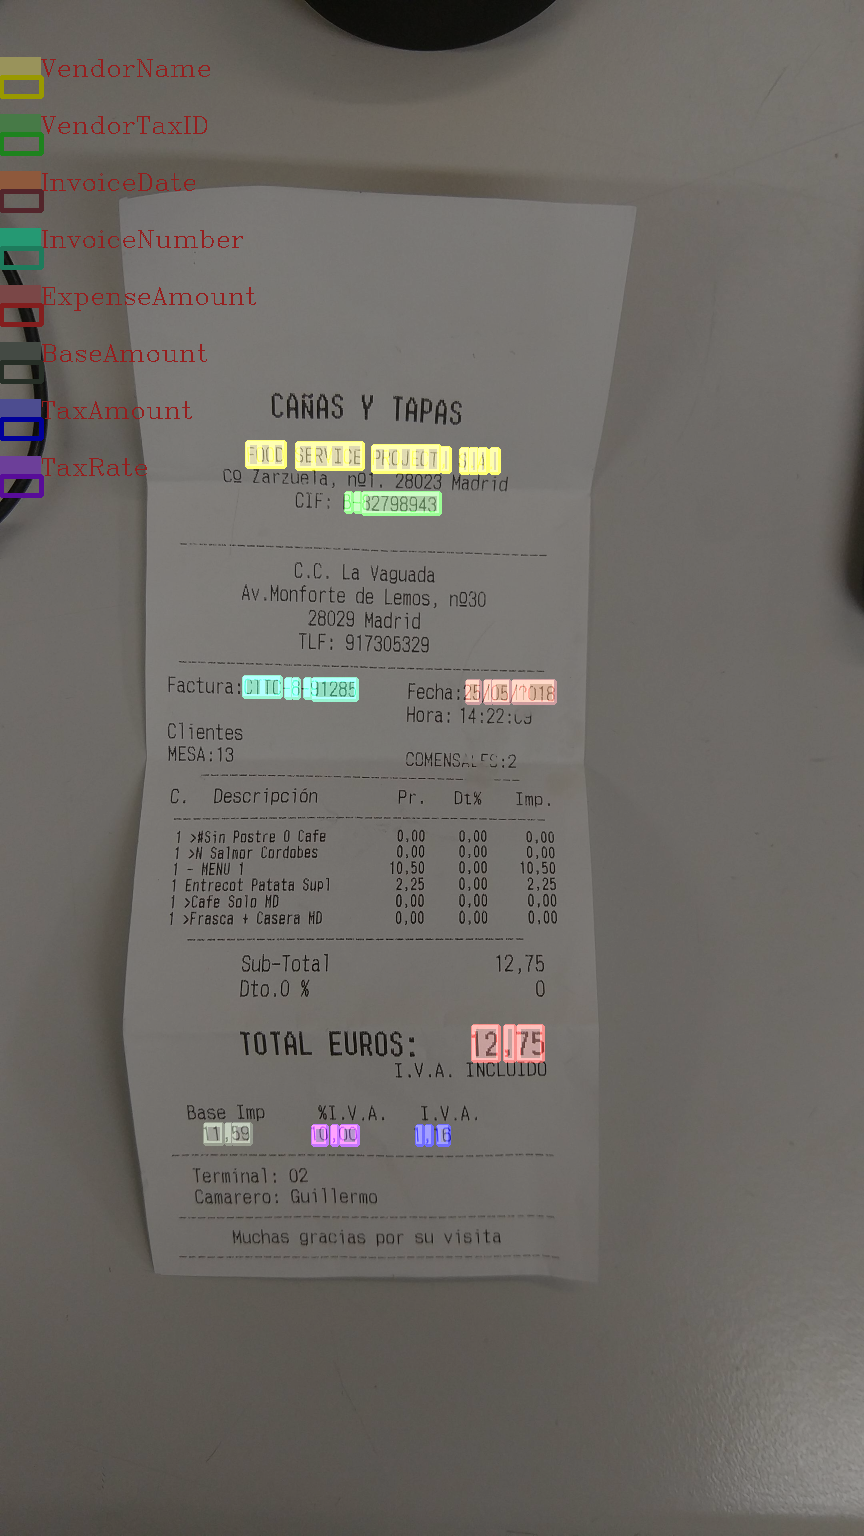 VendorName
VendorTaxID
InvoiceDate
InvoiceNumber
ExpenseAmount
BaseAmount
TaxAmount
TaxRate
CAÑAS Y TAPAS
FOOD SERVICE PROJECT
Cº Zarzuela, nº1. 28023 Madrid
CIF: B-82798943
C.C. La Vaguada
Av.Monforte de Lemos, nº30
28029 Madrid
TLF: 917305329
Factura: 91285
Fecha:25/05/2018
Hora: 14:22:09
Clientes
MESA:13
COMENSALES:2
C. Descripción Pr. Dt% Imp.
1 >#Sin Postre O Cafe 0,00 0,00 0,00
1 >N Salmor Cordobes 0,00 0,00 0,00
1 - MENU 1 10,50 0,00 10,50
1 Entrecot Patata Supl 2,25 0,00 2,25
1 >Cafe Solo MD 0,00 0,00 0,00
1 >Frasca + Casera MD 0,00 0,00 0,00
Sub-Total 12,75
Dto.0 % 0
TOTAL EUROS: 12,75
I.V.A. INCLUIDO
Base Imp %I.V.A. I.V.A.
11,59 10,00 1,16
Terminal: 02
Camarero: Guillermo
Muchas gracias por su visita